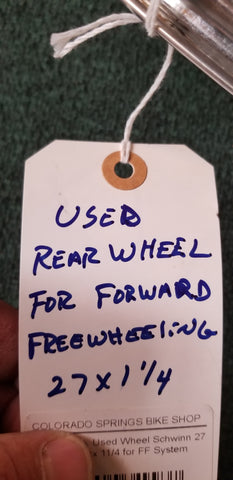 USED
REAR WHEEL
FOR FORWARD
FREEWHEELING
27 x 1 1/4
COLORADO SPRINGS BIKE SHOP
Used Wheel Schwinn 27
x 11/4 for FF System